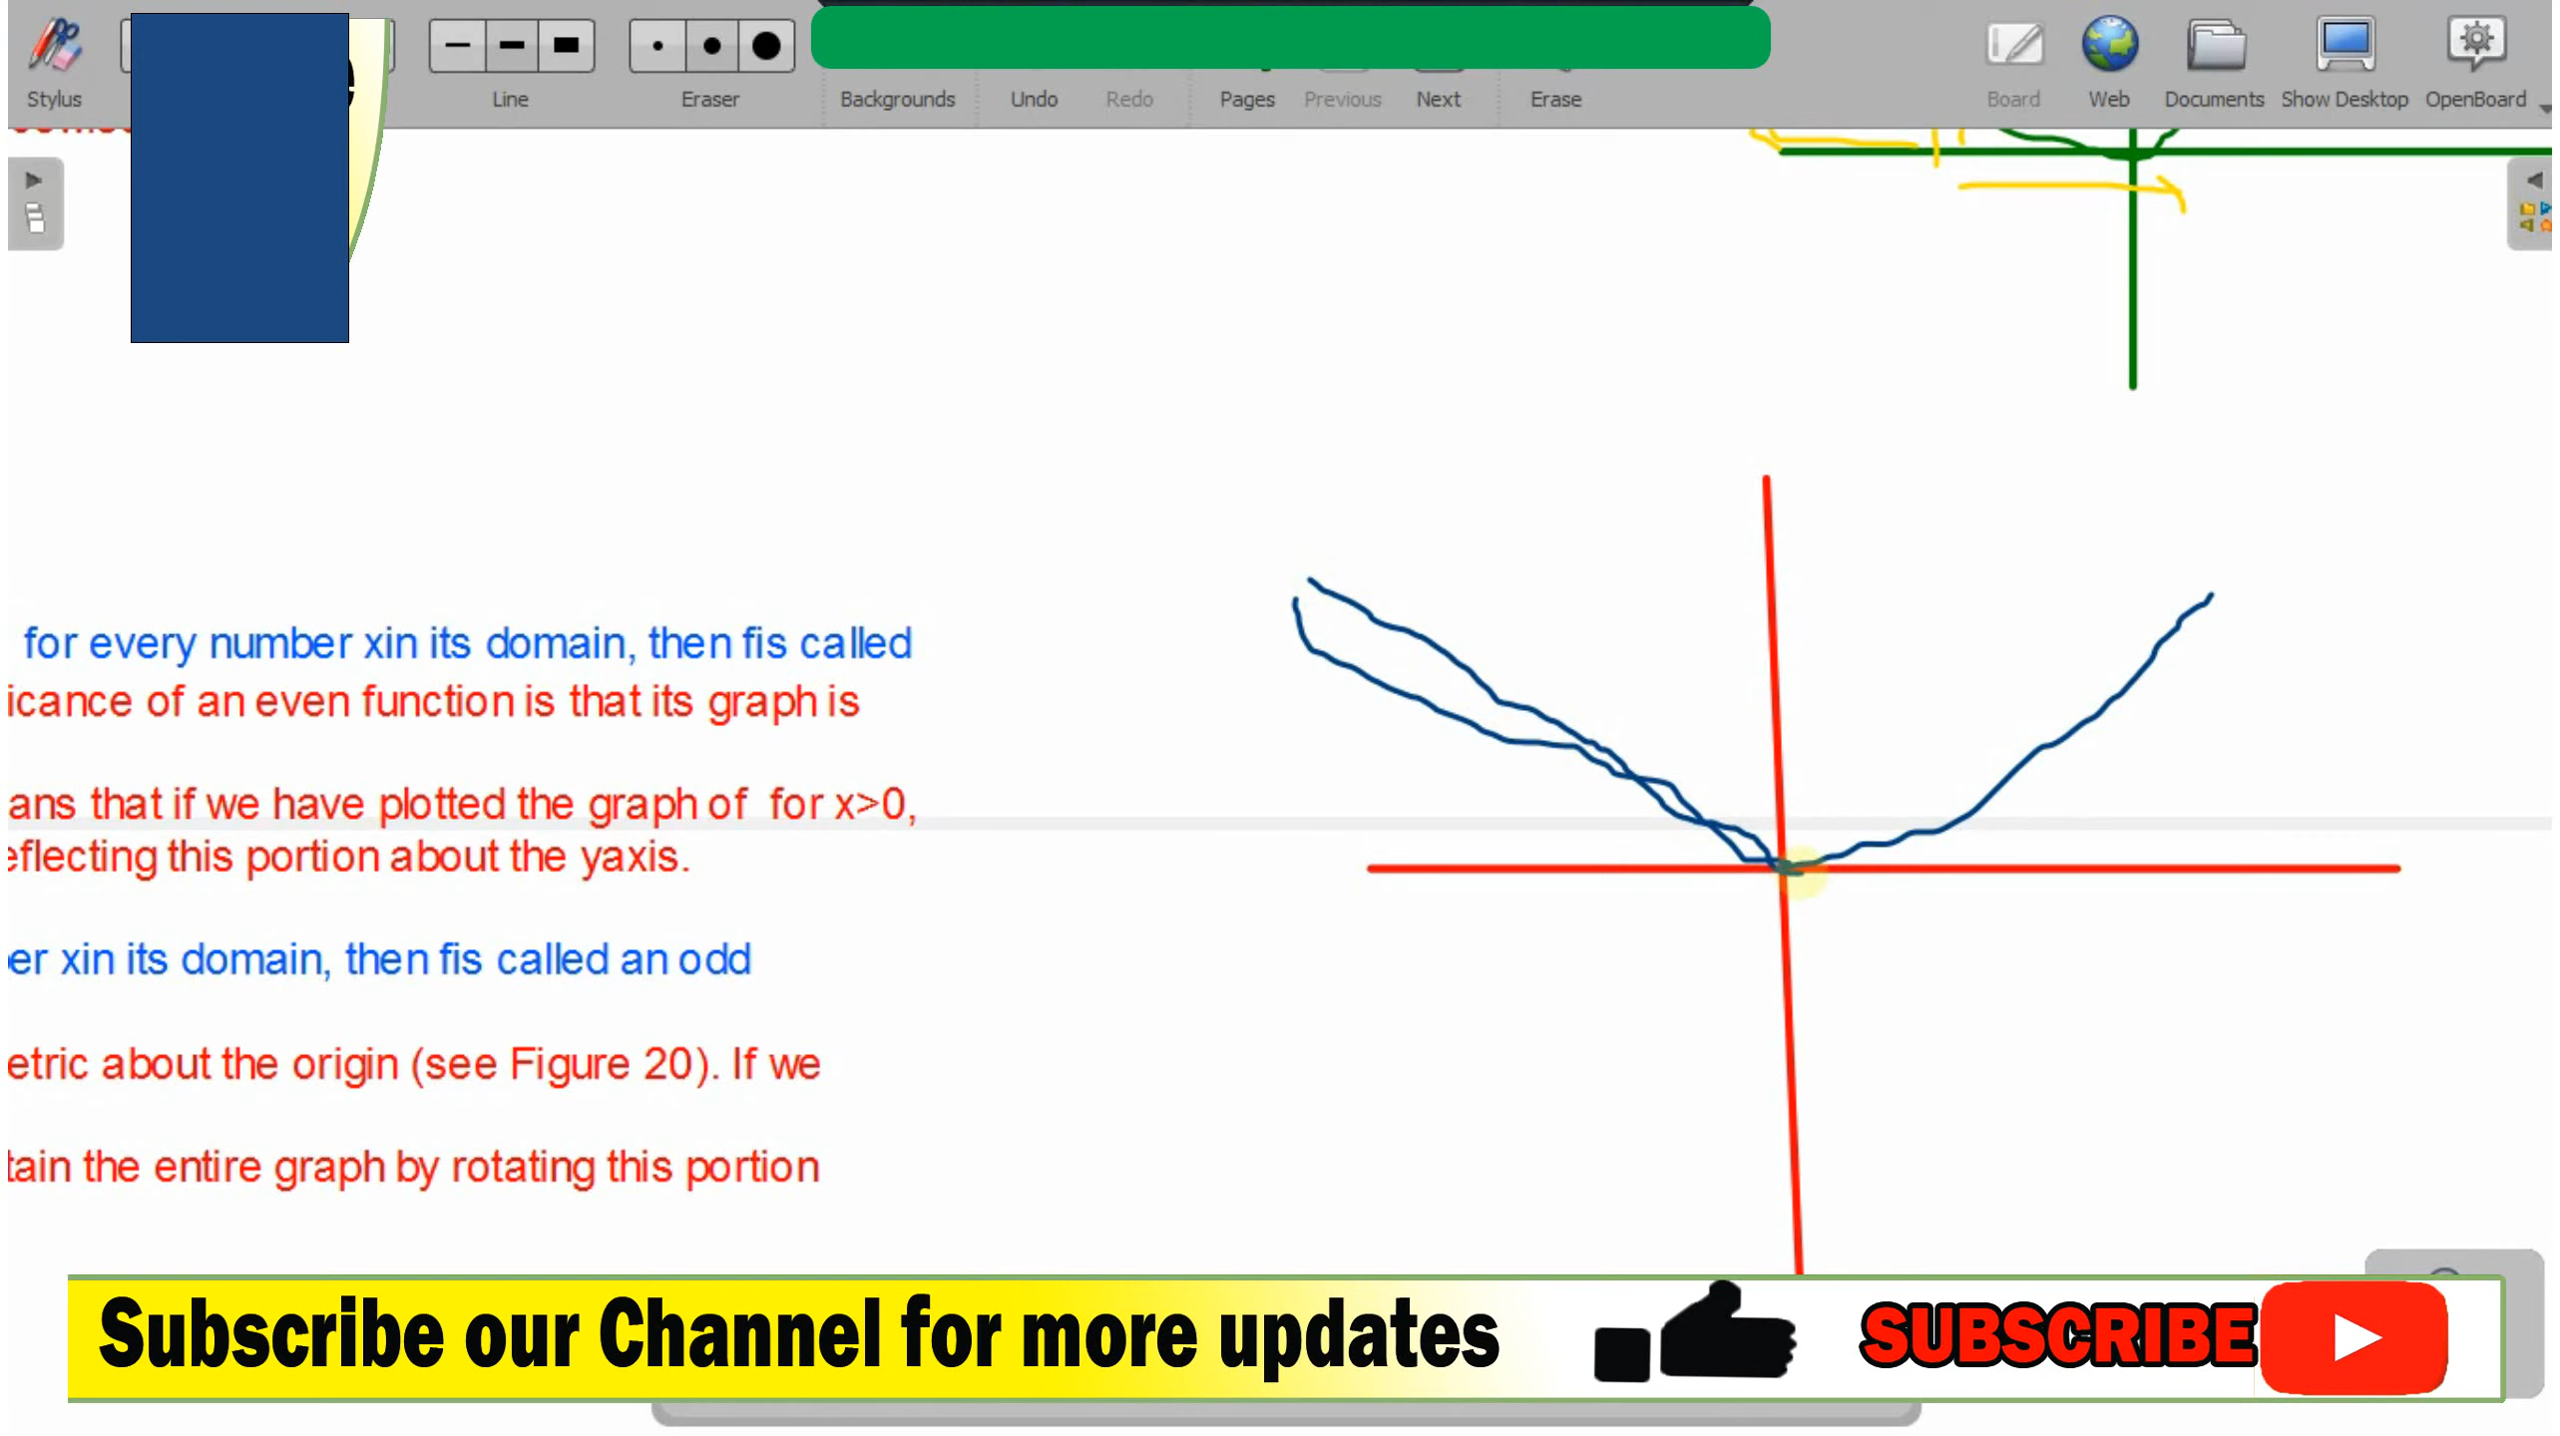 Stylus
Line
Eraser
Backgrounds
Undo
Redo
Pages
Previous
Next
Erase
Board
Web
Documents
Show Desktop
OpenBoard
for every number xin its domain, then fis called
icance of an even function is that its graph is
ans that if we have plotted the graph of for x>0,
eflecting this portion about the yaxis.
er xin its domain, then fis called an odd
etric about the origin (see Figure 20). If we
tain the entire graph by rotating this portion
Subscribe our Channel for more updates
SUBSCRIBE